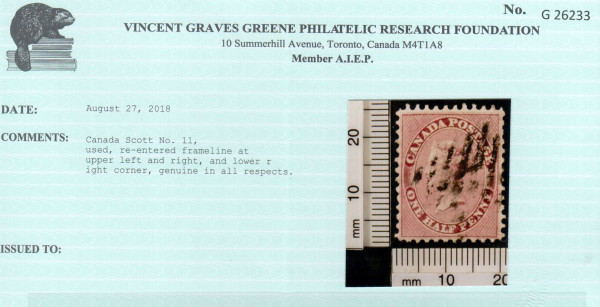 No. G 26233
VINCENT GRAVES GREENE PHILATELIC RESEARCH FOUNDATION
10 Summerhill Avenue, Toronto, Canada M4T1A8
Member A.I.E.P.
DATE: August 27, 2018
COMMENTS: Canada Scott No. 11,
used, re-entered frameline at
upper left and right, and lower r
ight corner, genuine in all respects.
ISSUED TO:
CANADA POSTAGE
ONE HALF PENNY
20
10
mm
mm 10 20